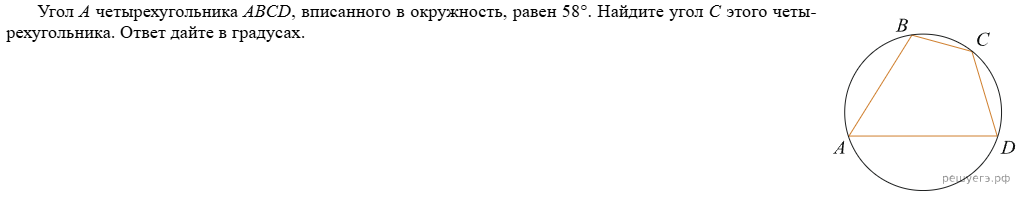 Угол A четырехугольника ABCD, вписанного в окружность, равен 58°. Найдите угол C этого четы-
рехугольника. Ответ дайте в градусах.
B
C
A
D
решуегэ.рф